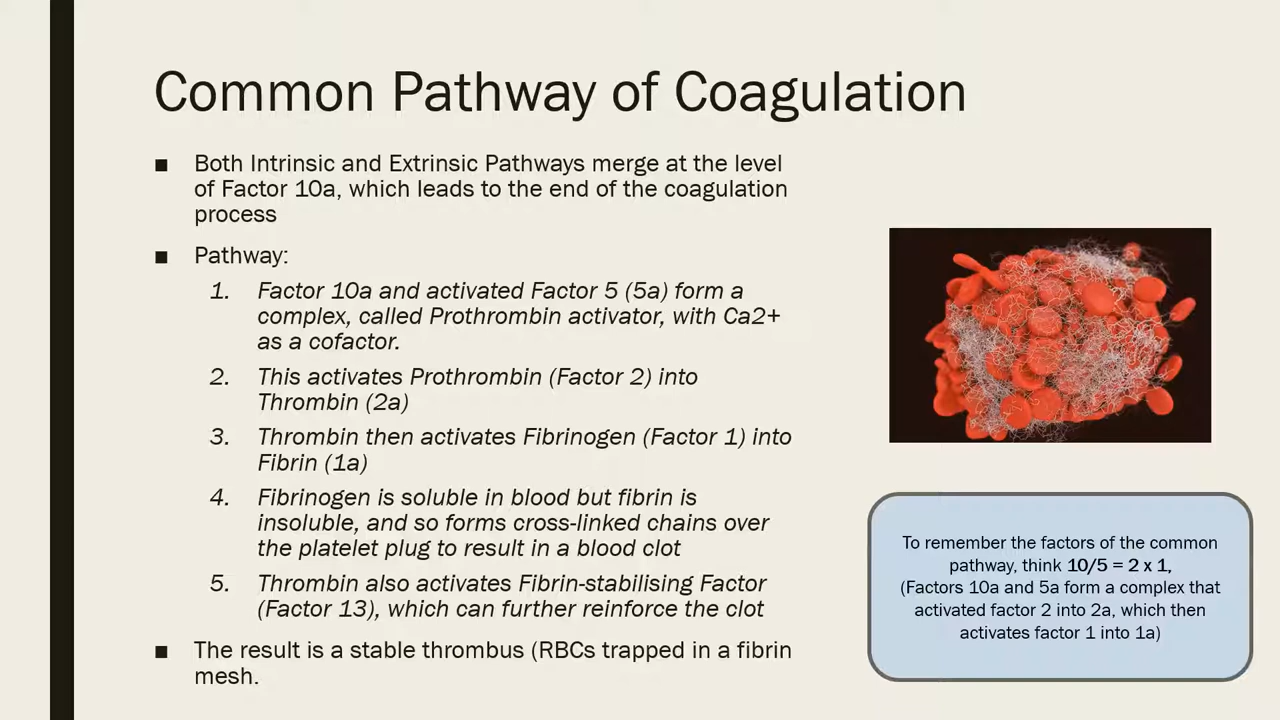 Common Pathway of Coagulation
■ Both Intrinsic and Extrinsic Pathways merge at the level
of Factor 10a, which leads to the end of the coagulation
process
■ Pathway:
1. Factor 10a and activated Factor 5 (5a) form a
complex, called Prothrombin activator, with Ca2+
as a cofactor.
2. This activates Prothrombin (Factor 2) into
Thrombin (2a)
3. Thrombin then activates Fibrinogen (Factor 1) into
Fibrin (1a)
4. Fibrinogen is soluble in blood but fibrin is
insoluble, and so forms cross-linked chains over
the platelet plug to result in a blood clot
5. Thrombin also activates Fibrin-stabilising Factor
(Factor 13), which can further reinforce the clot
■ The result is a stable thrombus (RBCs trapped in a fibrin
mesh.
To remember the factors of the common
pathway, think 10/5 = 2 x 1,
(Factors 10a and 5a form a complex that
activated factor 2 into 2a, which then
activates factor 1 into 1a)